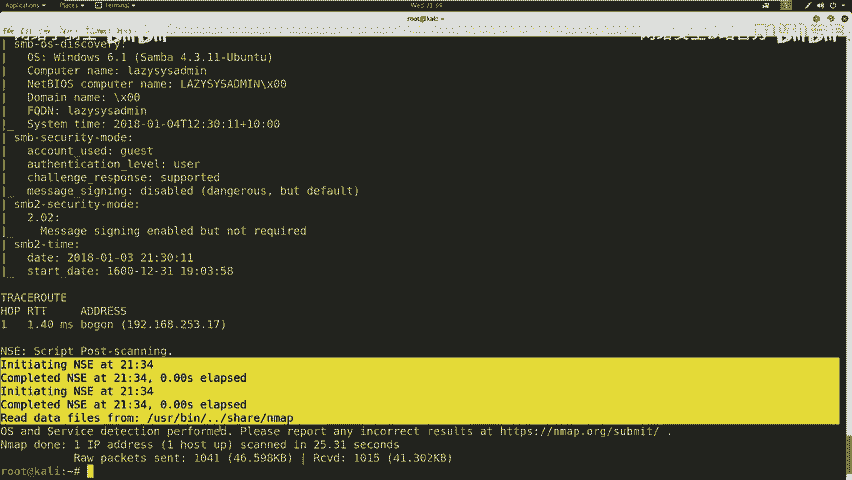 Applications Places Terminal Wed 21:39
root@kali: ~
| smb-os-discovery:
|   OS: Windows 6.1 (Samba 4.3.11-Ubuntu)
|   Computer name: lazysysadmin
|   NetBIOS computer name: LAZYSYSADMIN\x00
|   Domain name: \x00
|   FQDN: lazysysadmin
|_  System time: 2018-01-04T12:30:11+10:00
| smb-security-mode:
|   account_used: guest
|   authentication_level: user
|   challenge_response: supported
|_  message_signing: disabled (dangerous, but default)
| smb2-security-mode:
|   2.02:
|_    Message signing enabled but not required
| smb2-time:
|   date: 2018-01-03 21:30:11
|_  start_date: 1600-12-31 19:03:58
TRACEROUTE
HOP RTT     ADDRESS
1   1.40 ms bogon (192.168.253.17)
NSE: Script Post-scanning.
Initiating NSE at 21:34
Completed NSE at 21:34, 0.00s elapsed
Initiating NSE at 21:34
Completed NSE at 21:34, 0.00s elapsed
Read data files from: /usr/bin/../share/nmap
OS and Service detection performed. Please report any incorrect results at https://nmap.org/submit/ .
Nmap done: 1 IP address (1 host up) scanned in 25.31 seconds
Raw packets sent: 1041 (46.598KB) | Rcvd: 1015 (41.302KB)
root@kali:~#